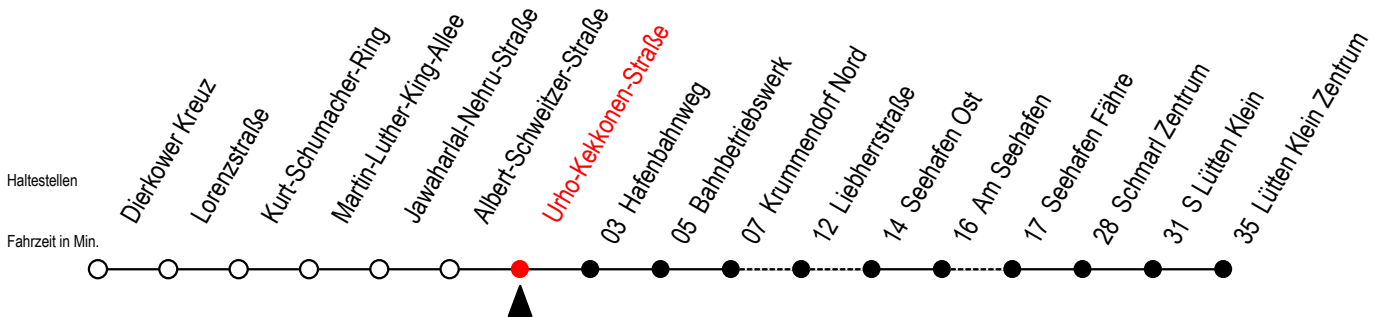 Haltestellen
Fahrzeit in Min.
Dierkower Kreuz
Lorenzstraße
Kurt-Schumacher-Ring
Martin-Luther-King-Allee
Jawaharlal-Nehru-Straße
Albert-Schweitzer-Straße
Urho-Kekkonen-Straße
03 Hafenbahnweg
05 Bahnbetriebswerk
07 Krummendorf Nord
12 Liebherrstraße
14 Seehafen Ost
16 Am Seehafen
17 Seehafen Fähre
28 Schmarl Zentrum
31 S Lütten Klein
35 Lütten Klein Zentrum